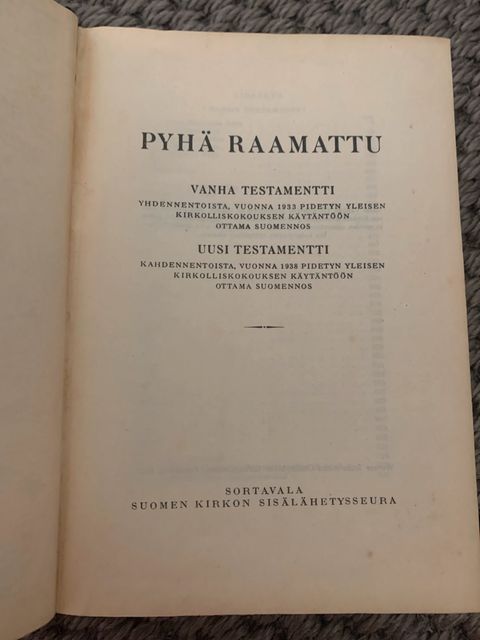 PYHÄ RAAMATTU
VANHA TESTAMENTTI
YHDENNENTOISTA, VUONNA 1933 PIDETYN YLEISEN
KIRKOLLISKOKOUKSEN KÄYTÄNTÖÖN
OTTAMA SUOMENNOS
UUSI TESTAMENTTI
KAHDENNENTOISTA, VUONNA 1938 PIDETYN YLEISEN
KIRKOLLISKOKOUKSEN KÄYTÄNTÖÖN
OTTAMA SUOMENNOS
SORTAVALA
SUOMEN KIRKON SISÄLÄHETYSSEURA